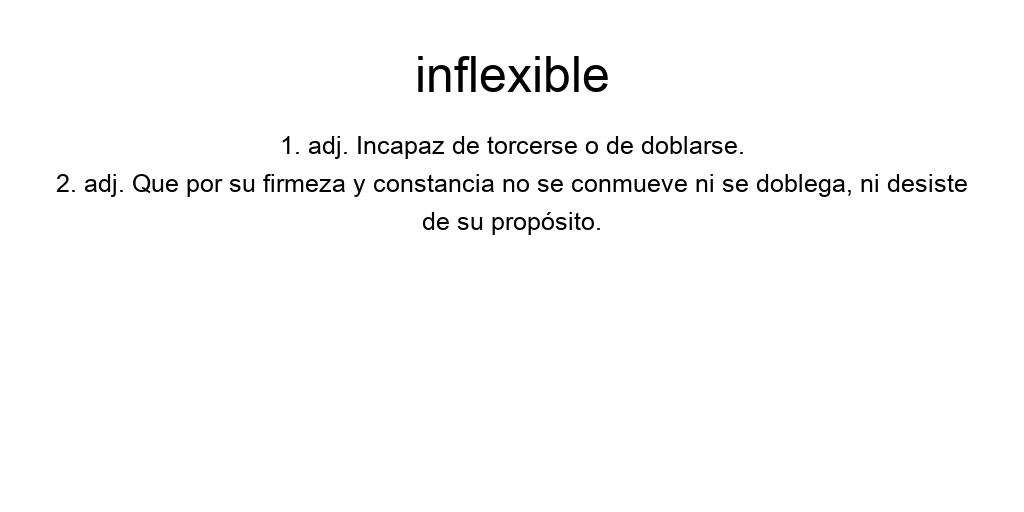 inflexible
1. adj. Incapaz de torcerse o de doblarse.
2. adj. Que por su firmeza y constancia no se conmueve ni se doblega, ni desiste
de su propósito.